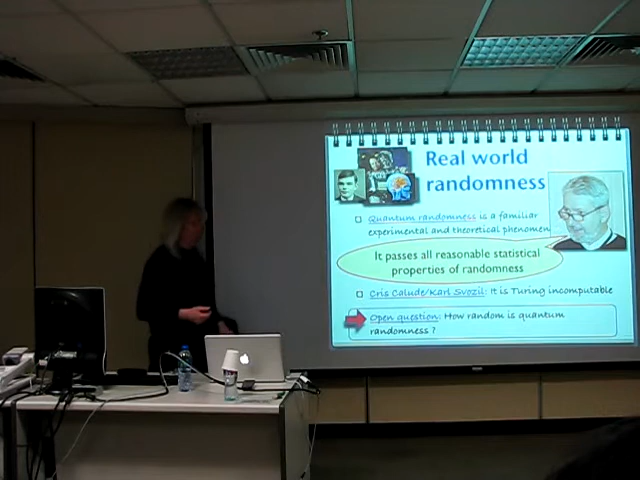 Real world
randomness
Quantum randomness is a familiar
experimental and theoretical phenomen
It passes all reasonable statistical
properties of randomness
Cris Calude/Karl Svozil: It is Turing incomputable
Open question: How random is quantum
randomness ?